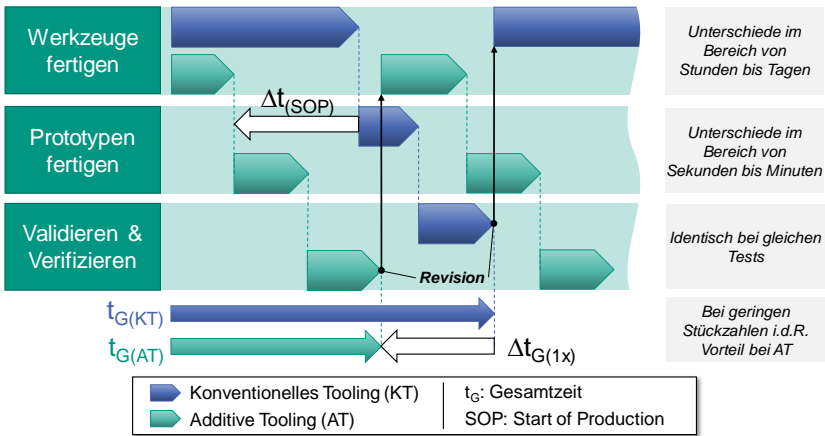 Werkzeuge
fertigen
Unterschiede im
Bereich von
Stunden bis Tagen
Δt(SOP)
Prototypen
fertigen
Unterschiede im
Bereich von
Sekunden bis Minuten
Validieren &
Verifizieren
Revision
Identisch bei gleichen
Tests
tG(KT)
tG(AT)
ΔtG(1x)
Bei geringen
Stückzahlen i.d.R.
Vorteil bei AT
Konventionelles Tooling (KT)
Additive Tooling (AT)
tG: Gesamtzeit
SOP: Start of Production